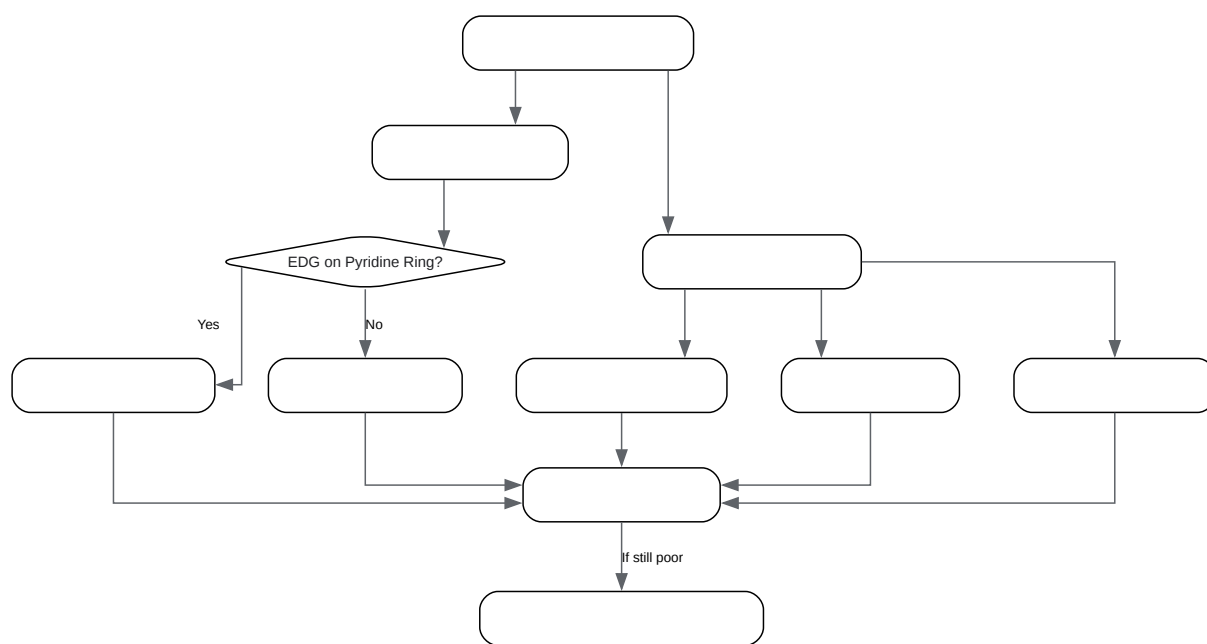 EDG on Pyridine Ring?
Yes
No
If still poor